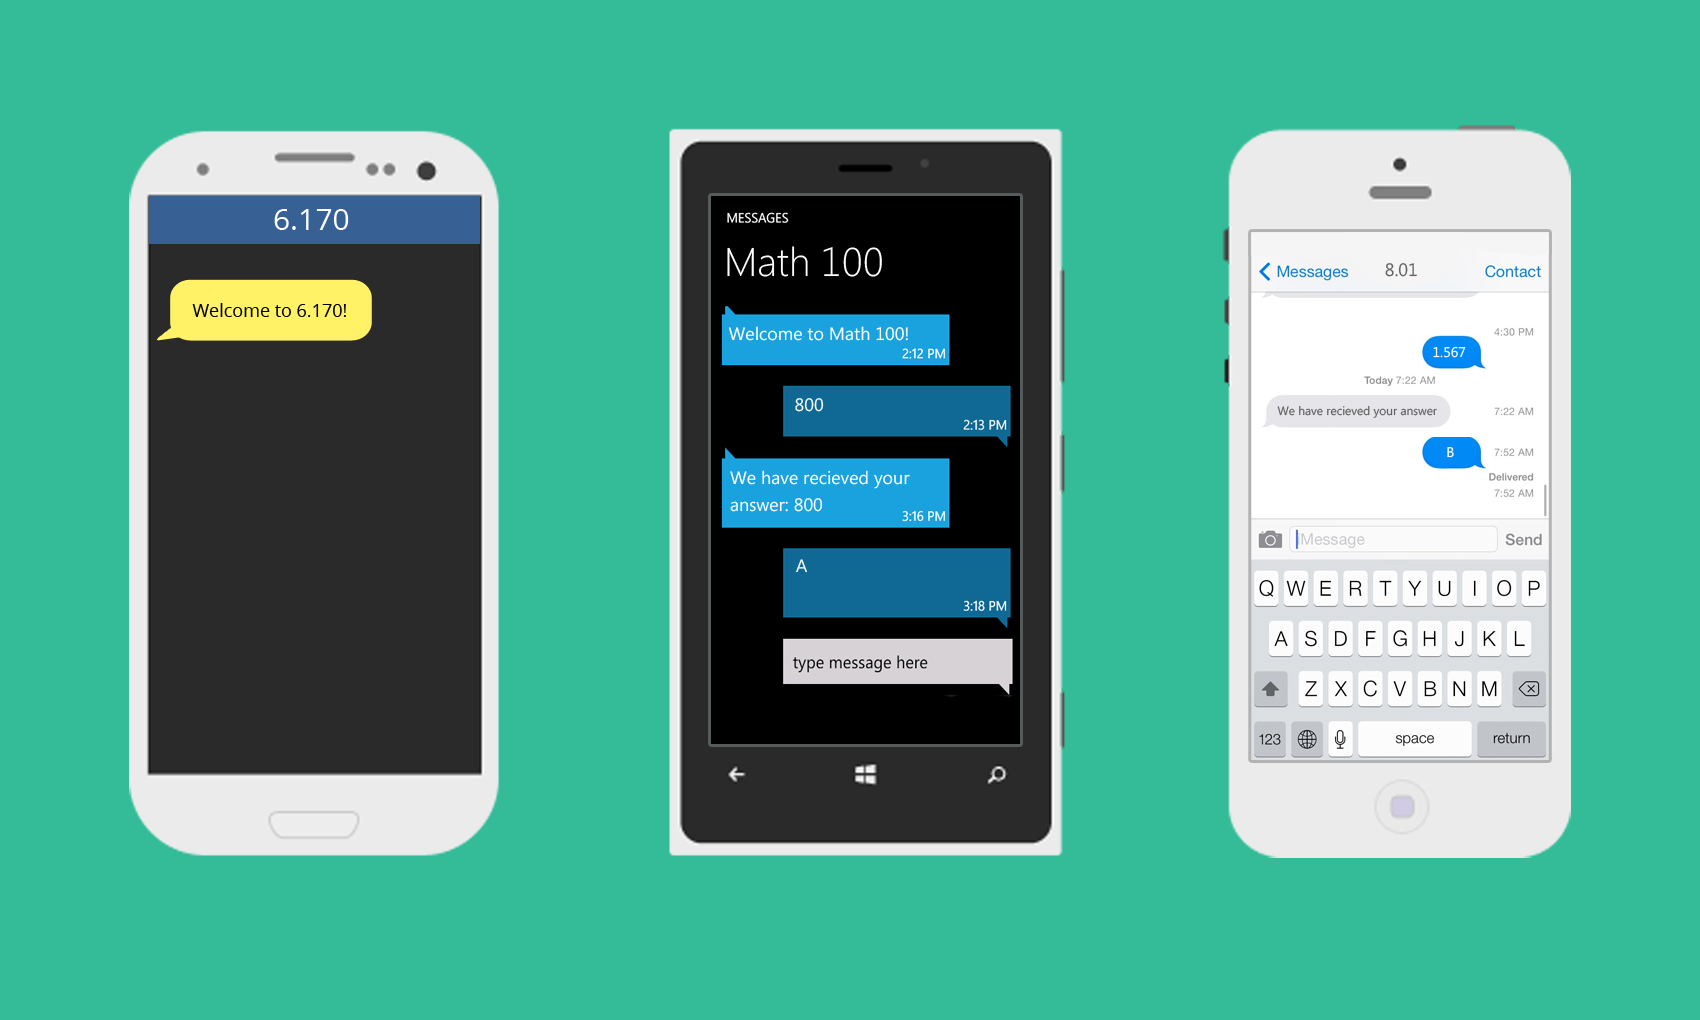 6.170
Welcome to 6.170!
MESSAGES
Math 100
Welcome to Math 100!
2:12 PM
800
2:13 PM
We have recieved your
answer: 800
3:16 PM
A
3:18 PM
type message here
Messages 8.01 Contact
4:30 PM
1.567
Today 7:22 AM
We have recieved your answer 7:22 AM
B 7:52 AM
Delivered
7:52 AM
iMessage Send
Q W E R T Y U I O P
A S D F G H J K L
Z X C V B N M
123 space return